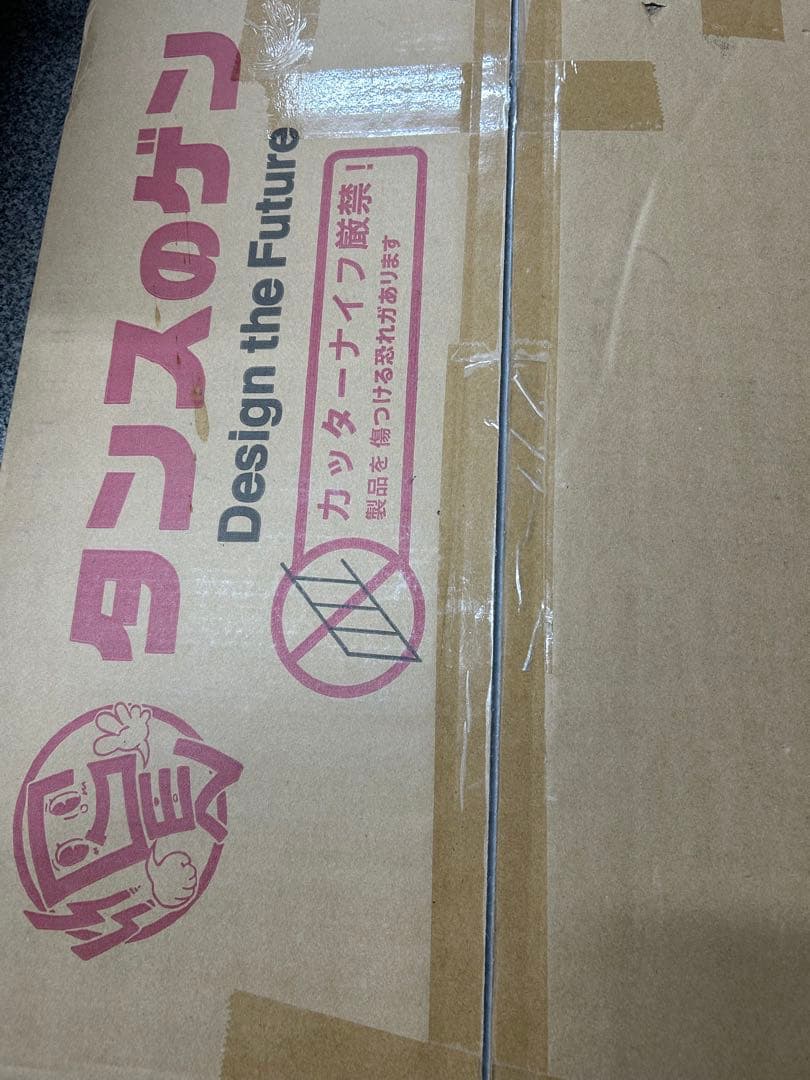 タンスのゲン
Design the Future
カッターナイフ厳禁!
製品を傷つける恐れがあります
GEN